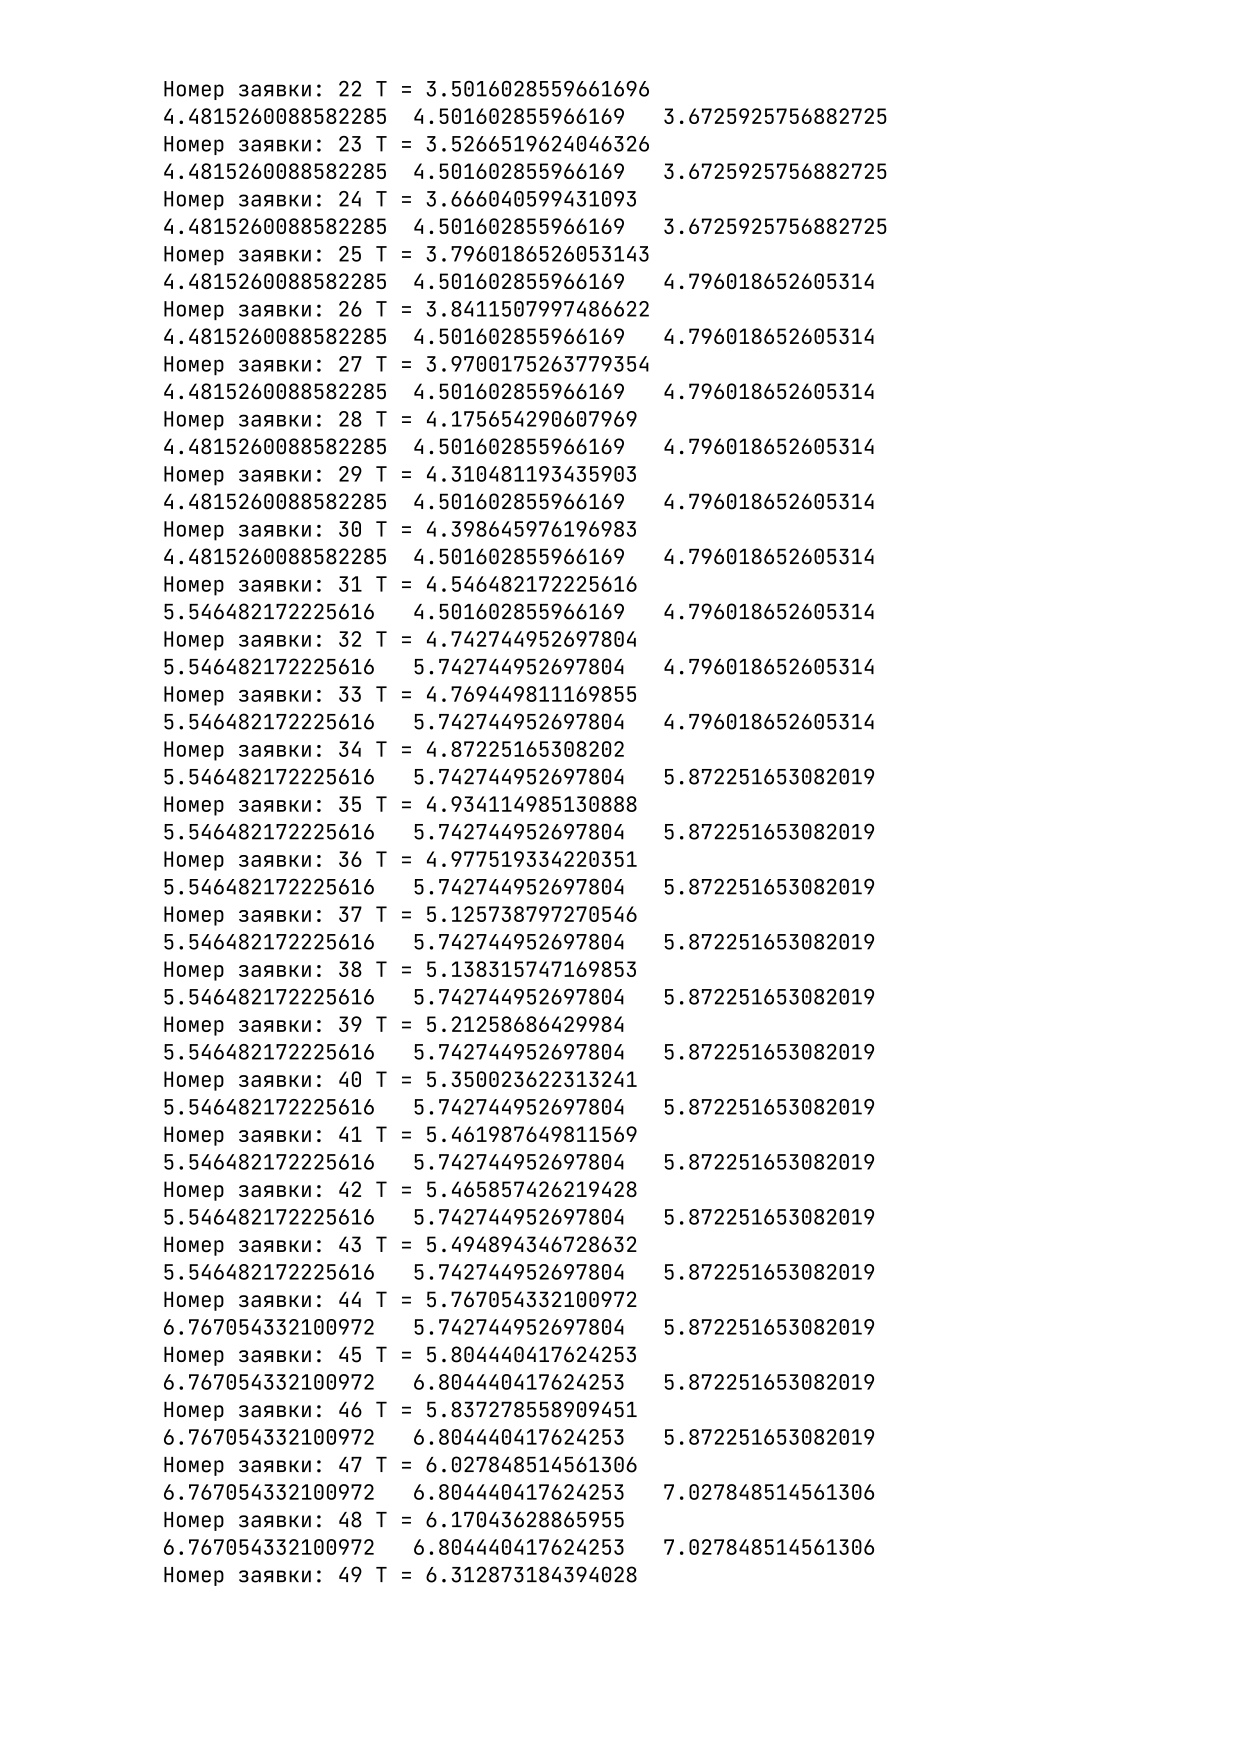 Номер заявки: 22 T = 3.5016028559661696
4.4815260088582285  4.501602855966169   3.6725925756882725
Номер заявки: 23 T = 3.5266519624046326
4.4815260088582285  4.501602855966169   3.6725925756882725
Номер заявки: 24 T = 3.666040599431093
4.4815260088582285  4.501602855966169   3.6725925756882725
Номер заявки: 25 T = 3.7960186526053143
4.4815260088582285  4.501602855966169   4.796018652605314
Номер заявки: 26 T = 3.8411507997486622
4.4815260088582285  4.501602855966169   4.796018652605314
Номер заявки: 27 T = 3.9700175263779354
4.4815260088582285  4.501602855966169   4.796018652605314
Номер заявки: 28 T = 4.175654290607969
4.4815260088582285  4.501602855966169   4.796018652605314
Номер заявки: 29 T = 4.310481193435903
4.4815260088582285  4.501602855966169   4.796018652605314
Номер заявки: 30 T = 4.398645976196983
4.4815260088582285  4.501602855966169   4.796018652605314
Номер заявки: 31 T = 4.546482172225616
5.546482172225616   4.501602855966169   4.796018652605314
Номер заявки: 32 T = 4.742744952697804
5.546482172225616   5.742744952697804   4.796018652605314
Номер заявки: 33 T = 4.769449811169855
5.546482172225616   5.742744952697804   4.796018652605314
Номер заявки: 34 T = 4.87225165308202
5.546482172225616   5.742744952697804   5.872251653082019
Номер заявки: 35 T = 4.934114985130888
5.546482172225616   5.742744952697804   5.872251653082019
Номер заявки: 36 T = 4.977519334220351
5.546482172225616   5.742744952697804   5.872251653082019
Номер заявки: 37 T = 5.125738797270546
5.546482172225616   5.742744952697804   5.872251653082019
Номер заявки: 38 T = 5.138315747169853
5.546482172225616   5.742744952697804   5.872251653082019
Номер заявки: 39 T = 5.21258686429984
5.546482172225616   5.742744952697804   5.872251653082019
Номер заявки: 40 T = 5.350023622313241
5.546482172225616   5.742744952697804   5.872251653082019
Номер заявки: 41 T = 5.461987649811569
5.546482172225616   5.742744952697804   5.872251653082019
Номер заявки: 42 T = 5.465857426219428
5.546482172225616   5.742744952697804   5.872251653082019
Номер заявки: 43 T = 5.494894346728632
5.546482172225616   5.742744952697804   5.872251653082019
Номер заявки: 44 T = 5.767054332100972
6.767054332100972   5.742744952697804   5.872251653082019
Номер заявки: 45 T = 5.804440417624253
6.767054332100972   6.804440417624253   5.872251653082019
Номер заявки: 46 T = 5.837278558909451
6.767054332100972   6.804440417624253   5.872251653082019
Номер заявки: 47 T = 6.027848514561306
6.767054332100972   6.804440417624253   7.027848514561306
Номер заявки: 48 T = 6.17043628865955
6.767054332100972   6.804440417624253   7.027848514561306
Номер заявки: 49 T = 6.312873184394028